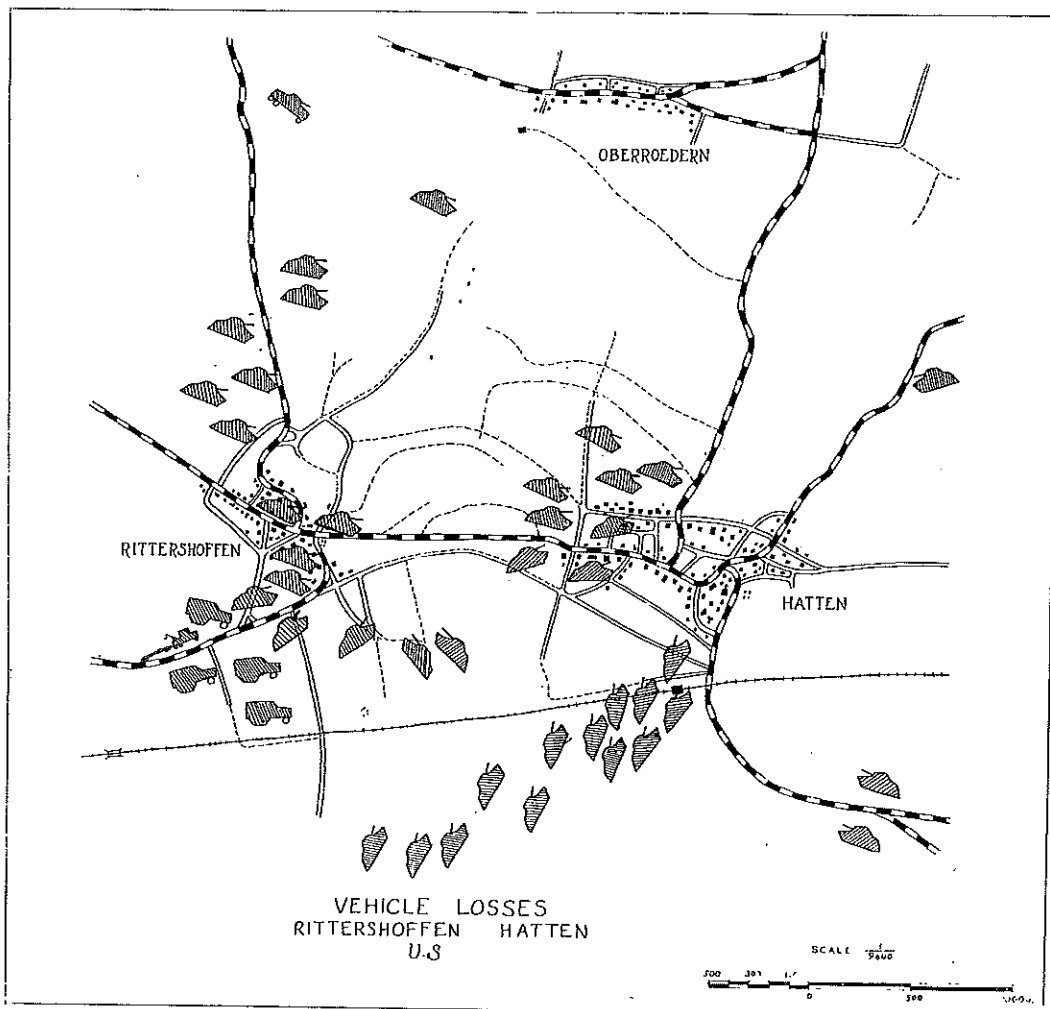 OBERROEDERN
RITTERSHOFFEN
HATTEN
VEHICLE LOSSES
RITTERSHOFFEN HATTEN
U.S
SCALE
500
0 500